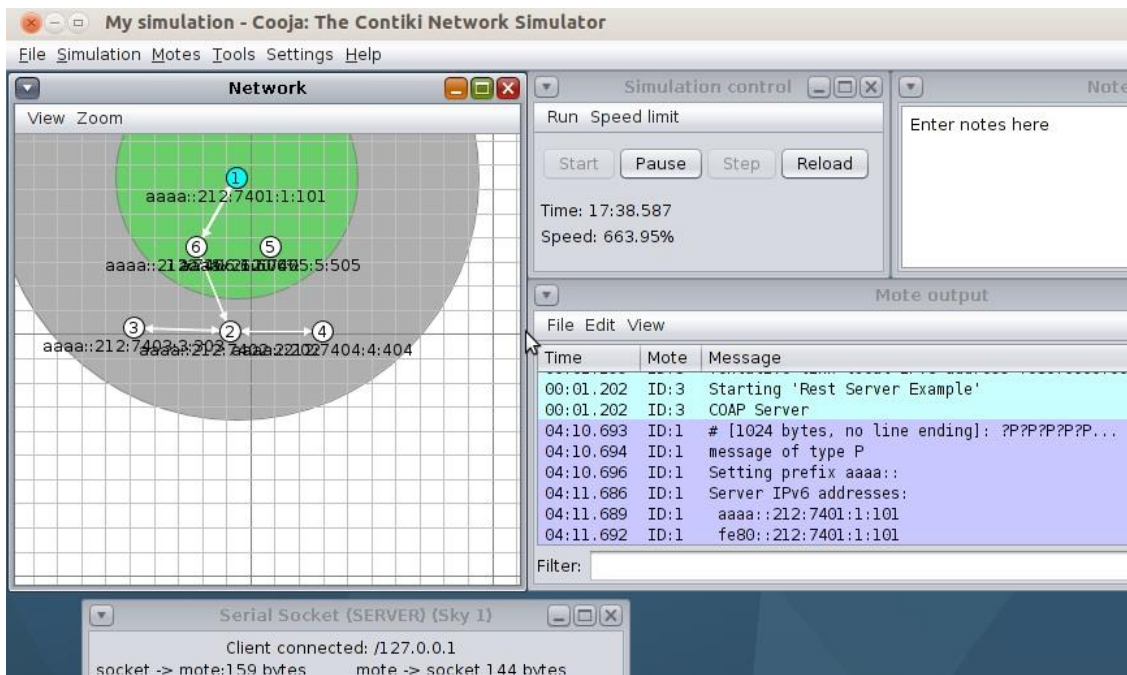 My simulation - Cooja: The Contiki Network Simulator
File Simulation Motes Tools Settings Help
Network
View Zoom
1
aaaa::212:7401:1:101
6
5
5:5:505
3
2
4
aaaa::212:7403:3:303
7404:4:404
Simulation control
Run Speed limit
Start Pause Step Reload
Time: 17:38.587
Speed: 663.95%
Note
Enter notes here
Mote output
File Edit View
Time Mote Message
00:01.202 ID:3 Starting 'Rest Server Example'
00:01.202 ID:3 COAP Server
04:10.693 ID:1 # [1024 bytes, no line ending]: ?P?P?P?P?P...
04:10.694 ID:1 message of type P
04:10.696 ID:1 Setting prefix aaaa::
04:11.686 ID:1 Server IPv6 addresses:
04:11.689 ID:1 aaaa::212:7401:1:101
04:11.692 ID:1 fe80::212:7401:1:101
Filter:
Serial Socket (SERVER) (Sky 1)
Client connected: /127.0.0.1
socket -> mote:159 bytes mote -> socket 144 bytes